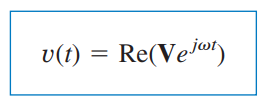 v(t) = Re(Ve^{jωt})